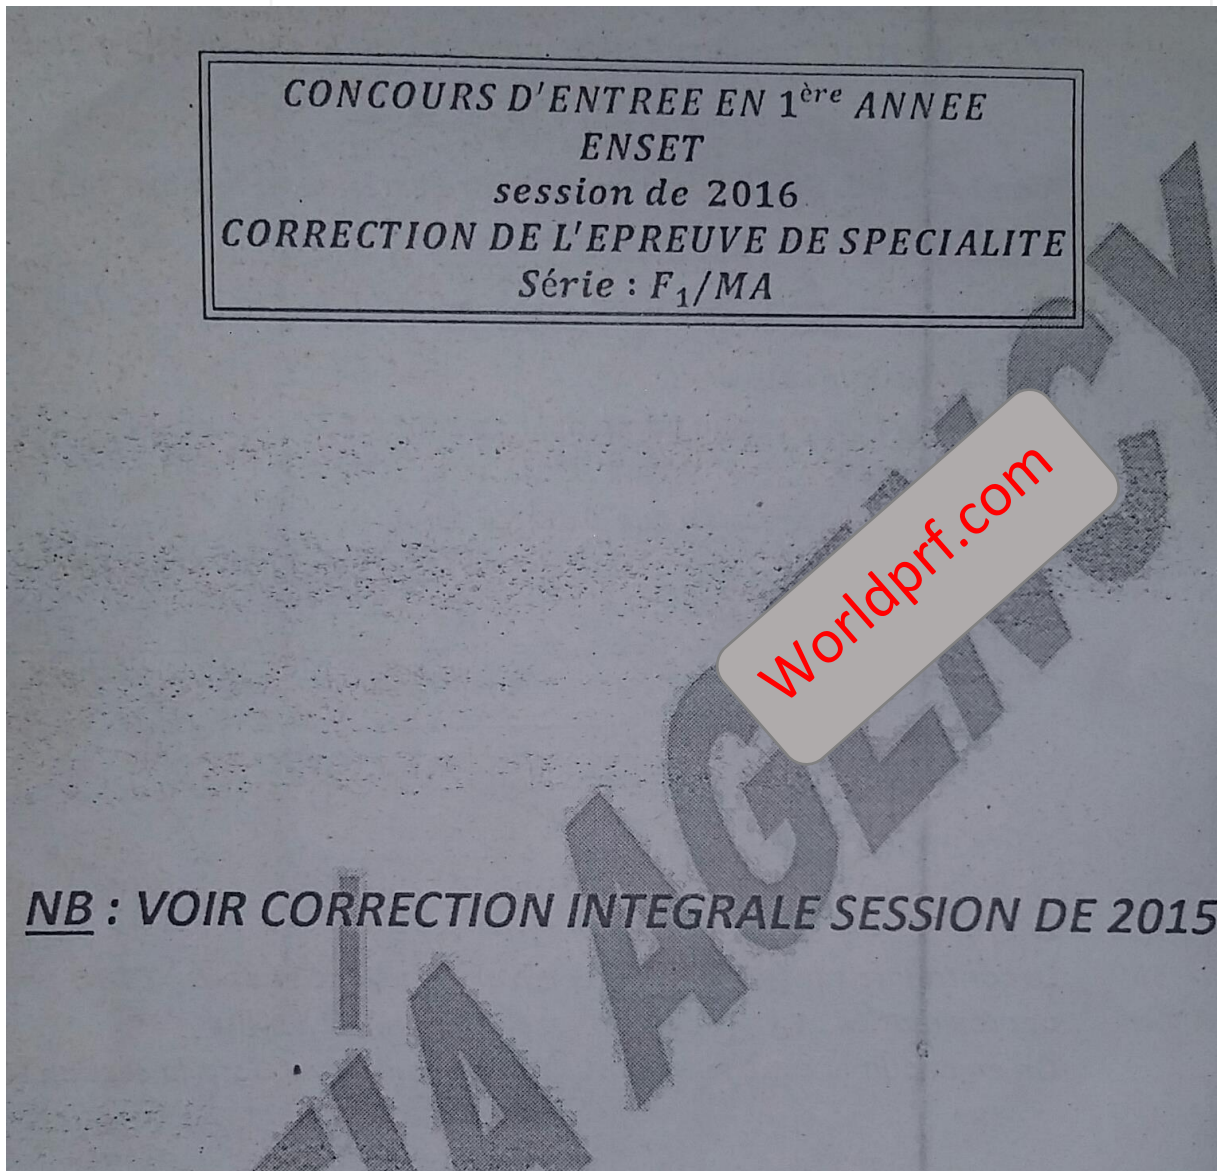 CONCOURS D'ENTREE EN 1ère ANNEE
ENSET
session de 2016
CORRECTION DE L'EPREUVE DE SPECIALITE
Série : F₁/MA
Worldprf.com
NB : VOIR CORRECTION INTEGRALE SESSION DE 2015